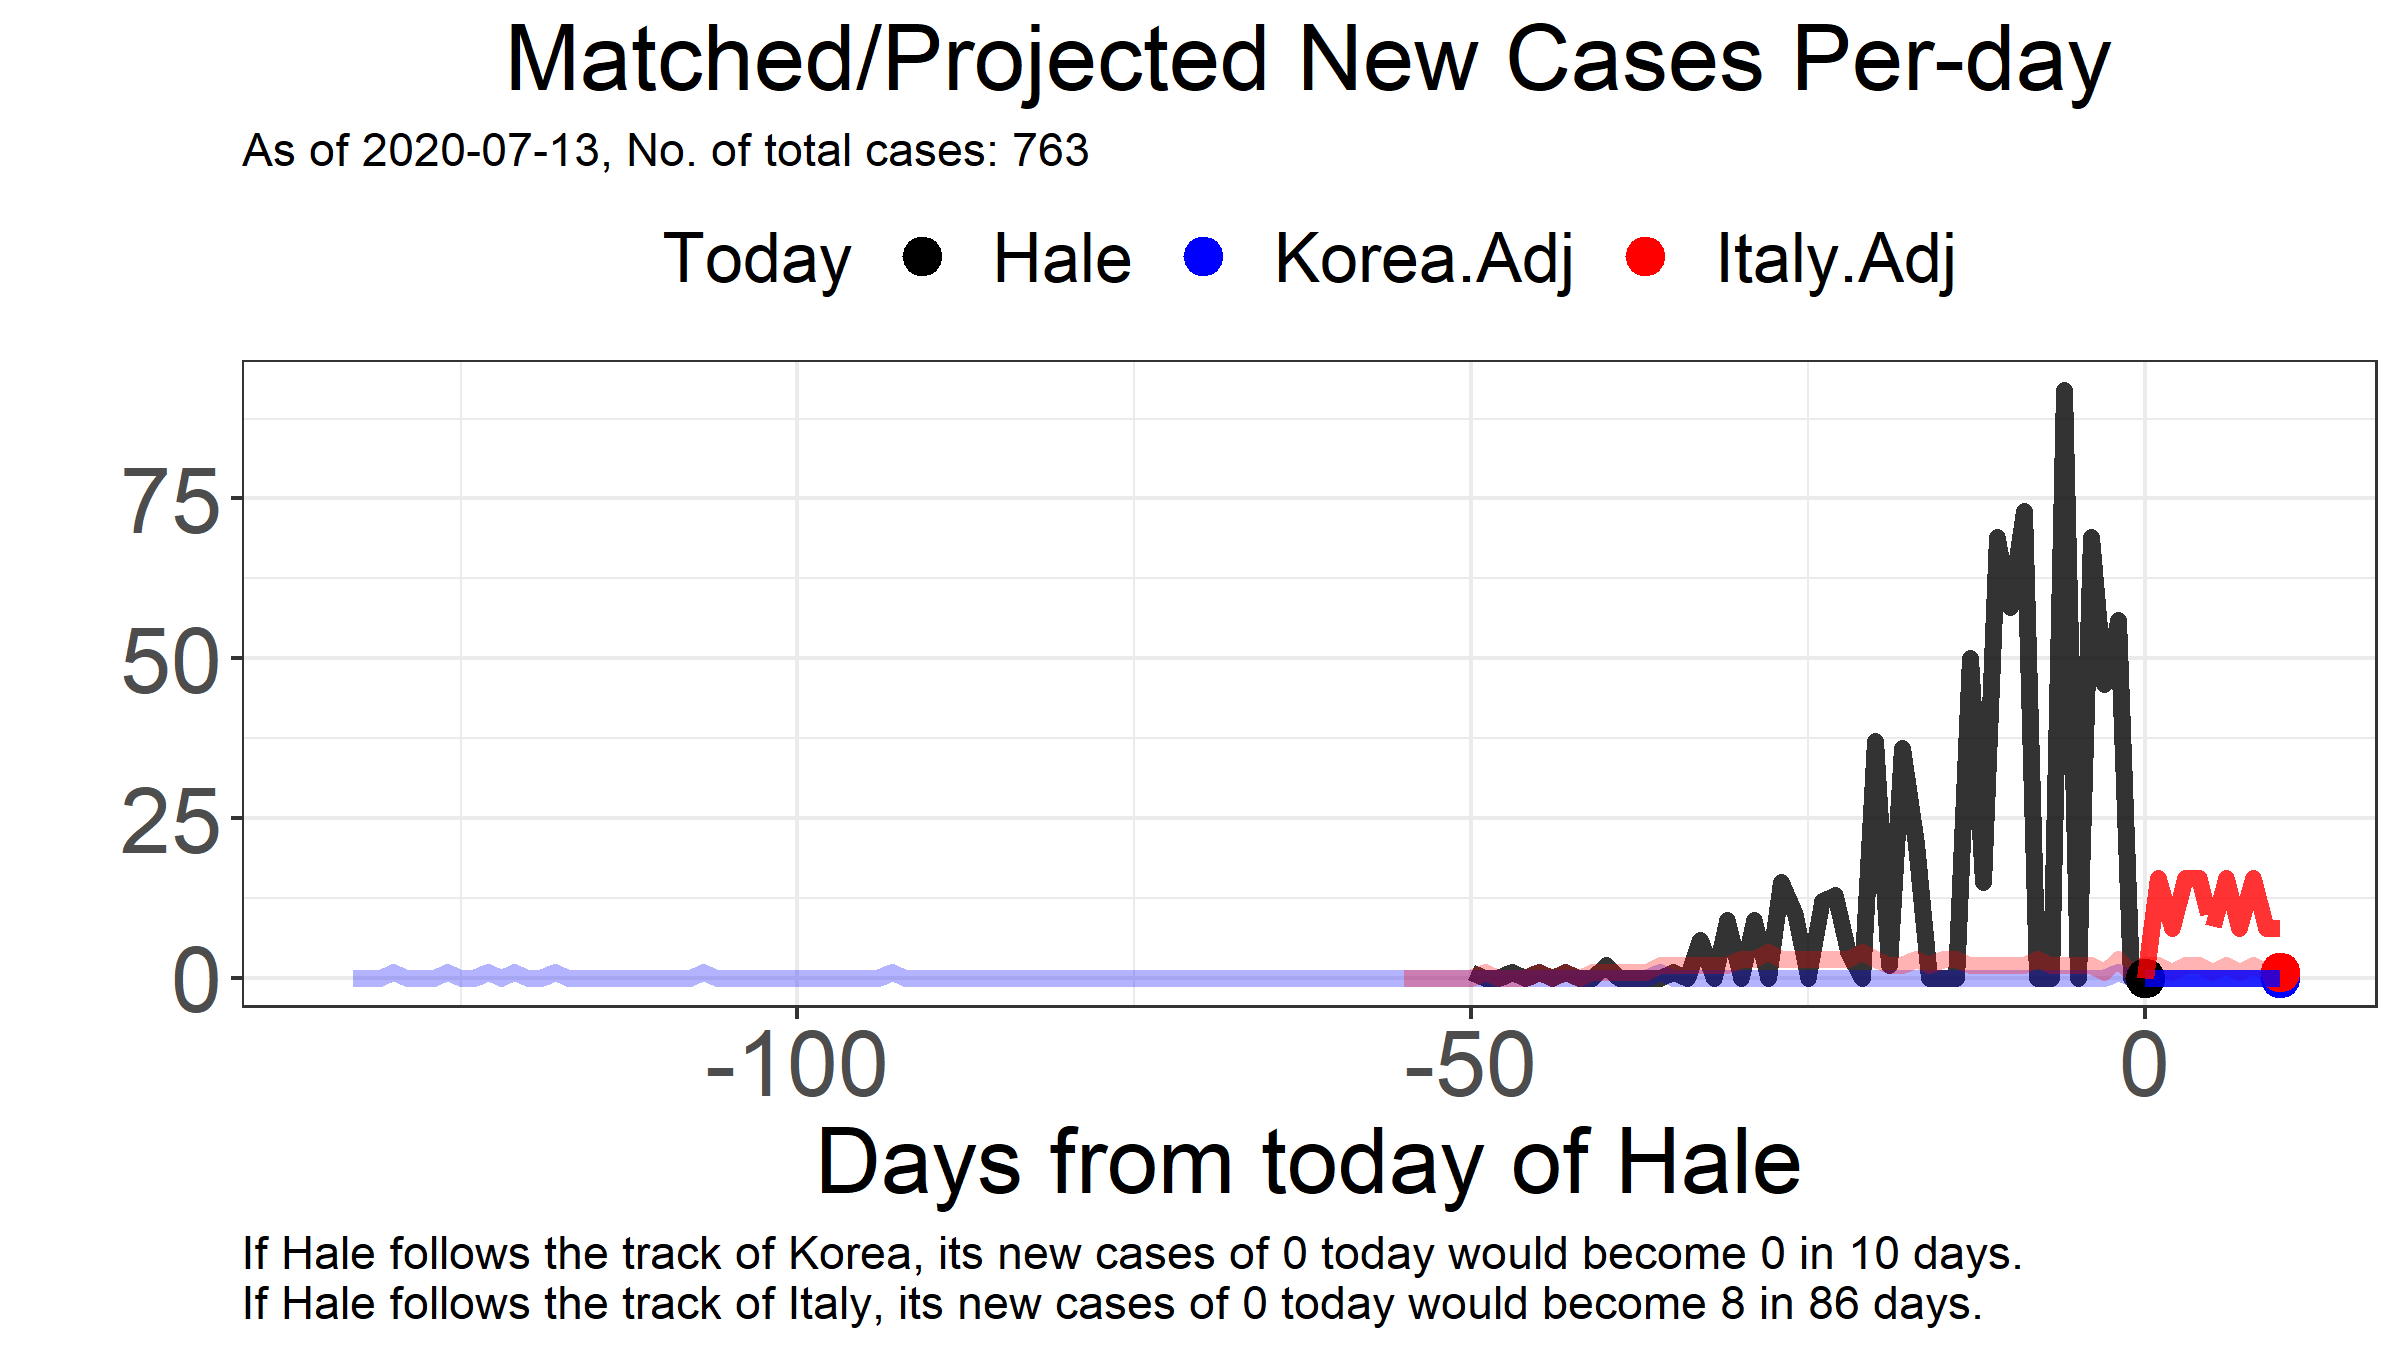 Matched/Projected New Cases Per-day
As of 2020-07-13, No. of total cases: 763
Today Hale Korea.Adj Italy.Adj
75
50
25
0
-100 -50 0
Days from today of Hale
If Hale follows the track of Korea, its new cases of 0 today would become 0 in 10 days.
If Hale follows the track of Italy, its new cases of 0 today would become 8 in 86 days.